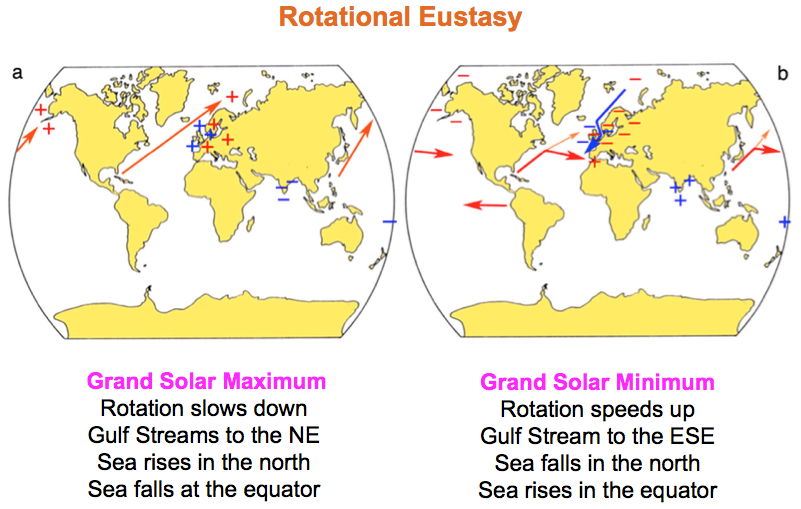 Rotational Eustasy
a
b
Grand Solar Maximum
Rotation slows down
Gulf Streams to the NE
Sea rises in the north
Sea falls at the equator
Grand Solar Minimum
Rotation speeds up
Gulf Stream to the ESE
Sea falls in the north
Sea rises in the equator